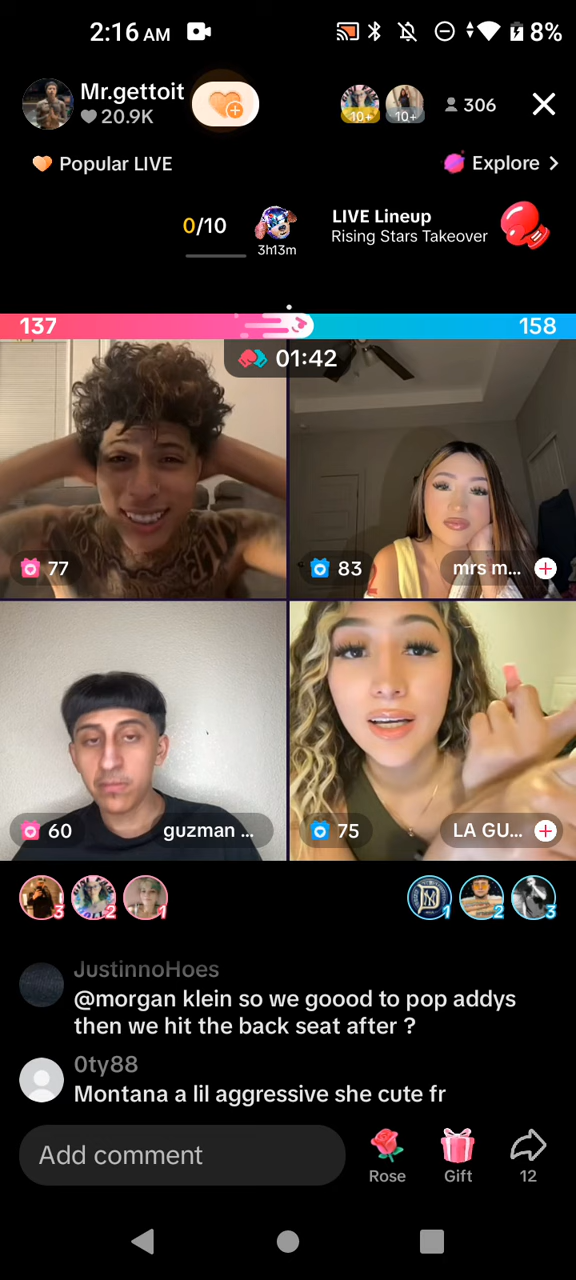 2:16 AM
8%
Mr.gettoit
20.9K
10+
10+
306
Popular LIVE
Explore >
0/10
3h13m
LIVE Lineup
Rising Stars Takeover
137
158
01:42
77
83
mrs m...
60
guzman ...
75
LA GU...
3
2
1
1
2
3
JustinnoHoes
@morgan klein so we goood to pop addys
then we hit the back seat after ?
0ty88
Montana a lil aggressive she cute fr
Add comment
Rose
Gift
12